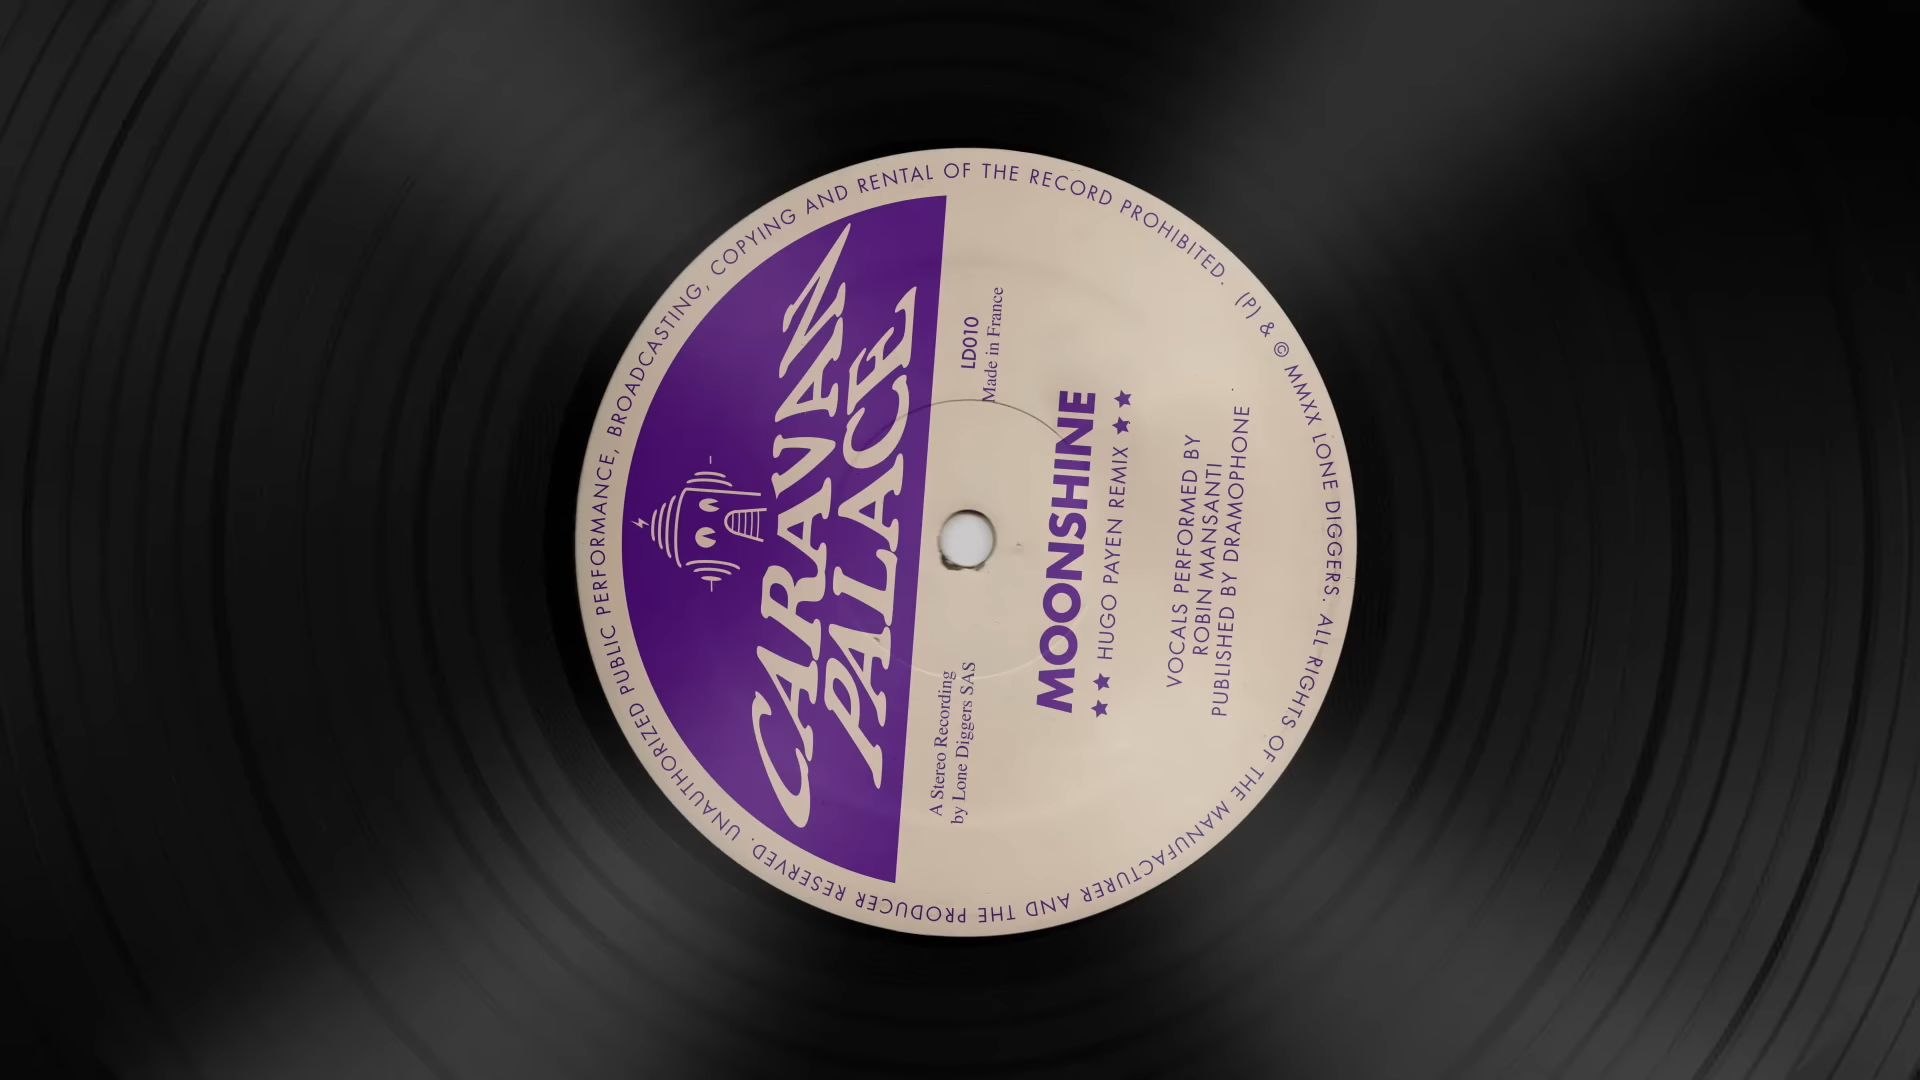 CARAVAN
PALACE
A Stereo Recording
by Lone Diggers SAS
LD010
Made in France
MOONSHINE
★★ HUGO PAYEN REMIX ★★
VOCALS PERFORMED BY
ROBIN MANSANTI
PUBLISHED BY DRAMOPHONE
(P) & © MMXX LONE DIGGERS. ALL RIGHTS OF THE MANUFACTURER AND THE PRODUCER RESERVED. UNAUTHORIZED PUBLIC PERFORMANCE, BROADCASTING, COPYING AND RENTAL OF THE RECORD PROHIBITED.